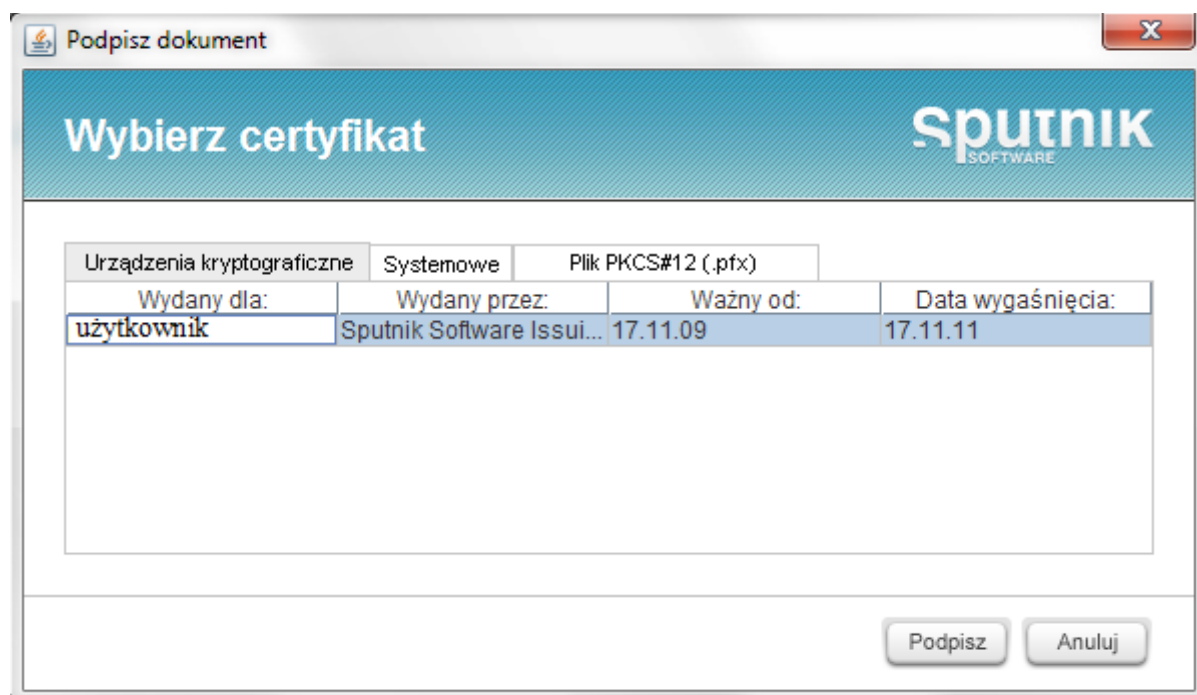 Podpisz dokument
Wybierz certyfikat
Sputnik
SOFTWARE
Urządzenia kryptograficzne Systemowe Plik PKCS#12 (.pfx)
Wydany dla: Wydany przez: Ważny od: Data wygaśnięcia:
użytkownik Sputnik Software Issui... 17.11.09 17.11.11
Podpisz Anuluj